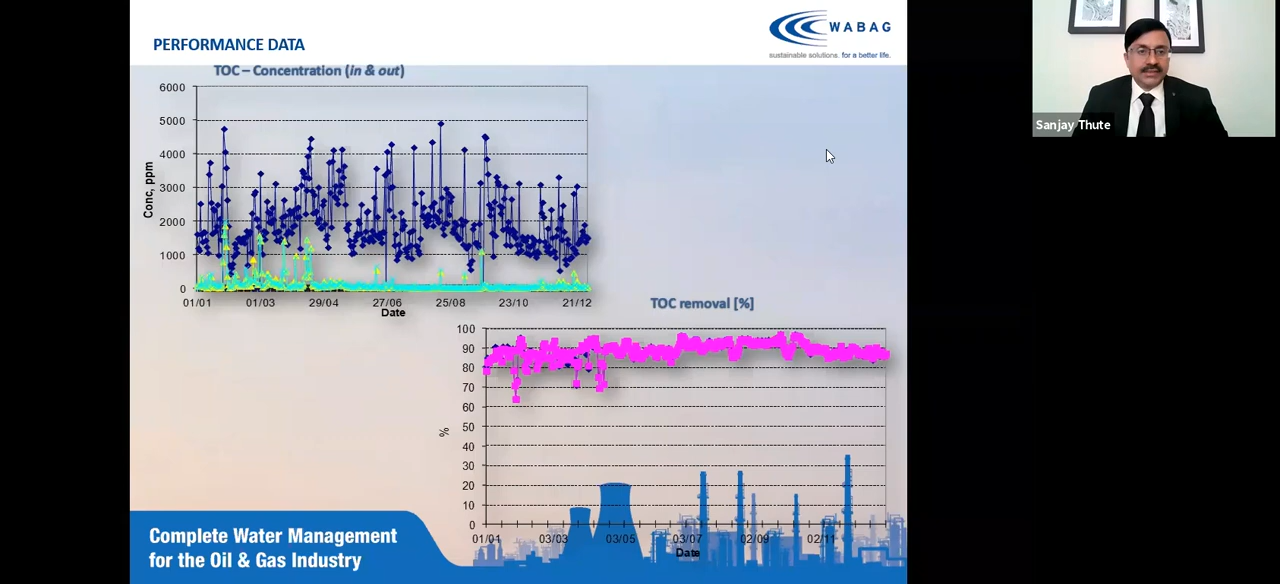 PERFORMANCE DATA
WABAG
sustainable solutions. for a better life.
Sanjay Thute
TOC – Concentration (in & out)
6000
5000
4000
3000
2000
1000
0
Conc, ppm
01/01 01/03 29/04 27/06 25/08 23/10 21/12
Date
TOC removal [%]
100
90
80
70
60
50
40
30
20
10
0
%
01/01 03/03 03/05 03/07 02/09 02/11
Date
Complete Water Management
for the Oil & Gas Industry